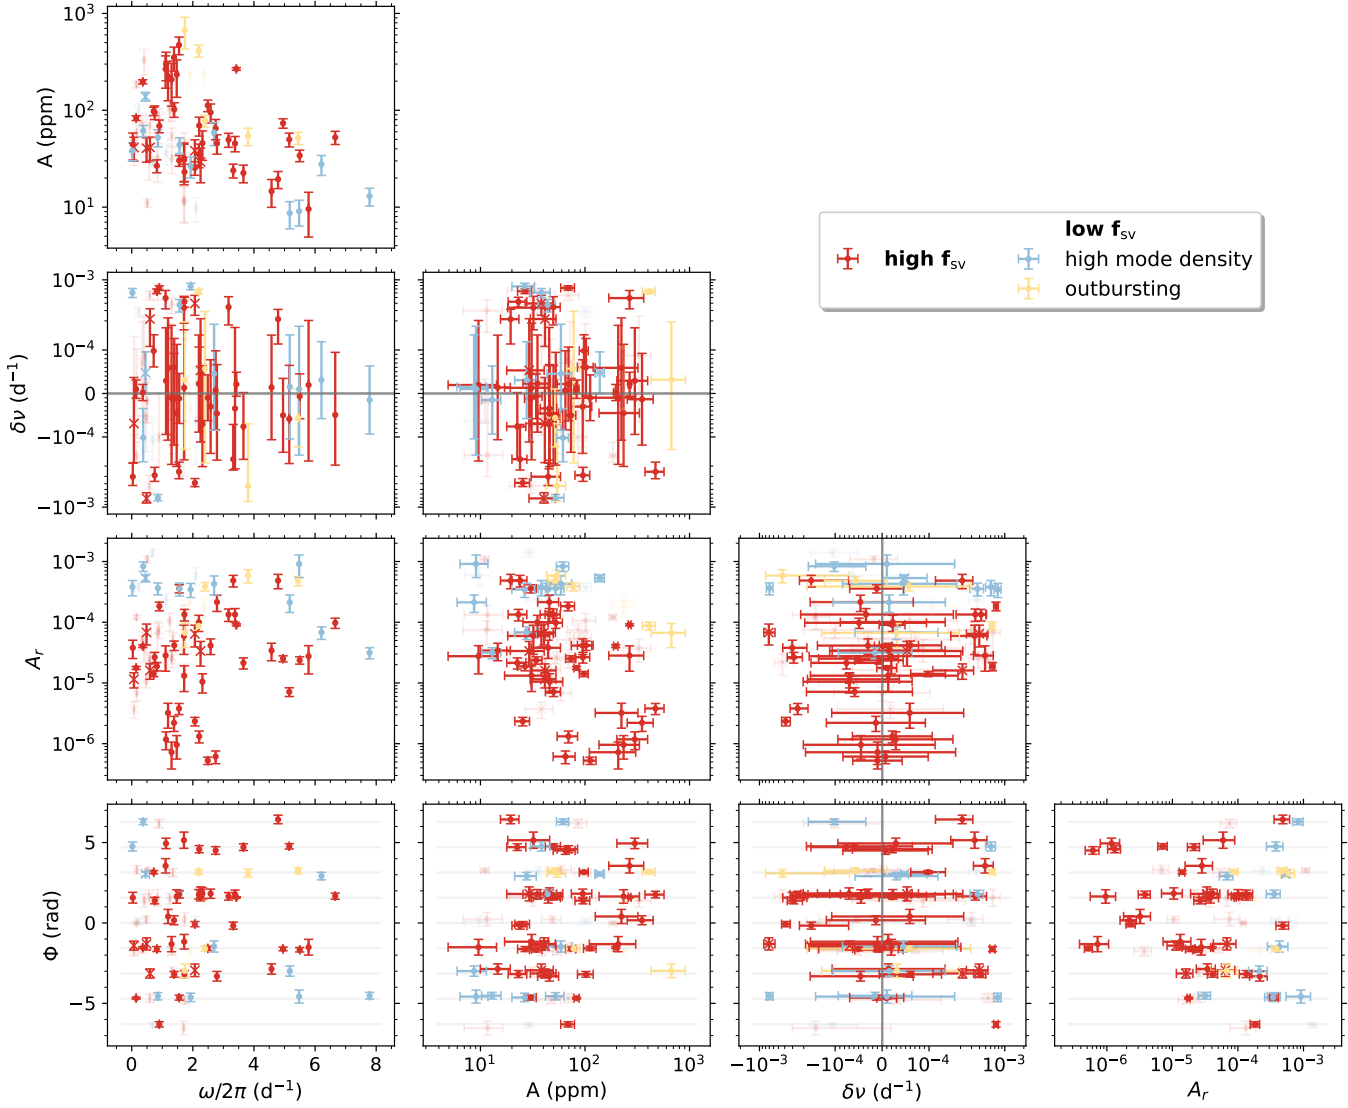 10³
10²
10¹
A (ppm)
high f_sv
low f_sv
high mode density
outbursting
10⁻³
10⁻⁴
0
−10⁻⁴
−10⁻³
δν (d⁻¹)
10⁻³
10⁻⁴
10⁻⁵
10⁻⁶
A_r
5
0
−5
Φ (rad)
0 2 4 6 8
10¹ 10² 10³
−10⁻³ −10⁻⁴ 0 10⁻⁴ 10⁻³
10⁻⁶ 10⁻⁵ 10⁻⁴ 10⁻³
ω/2π (d⁻¹)
A (ppm)
δν (d⁻¹)
A_r